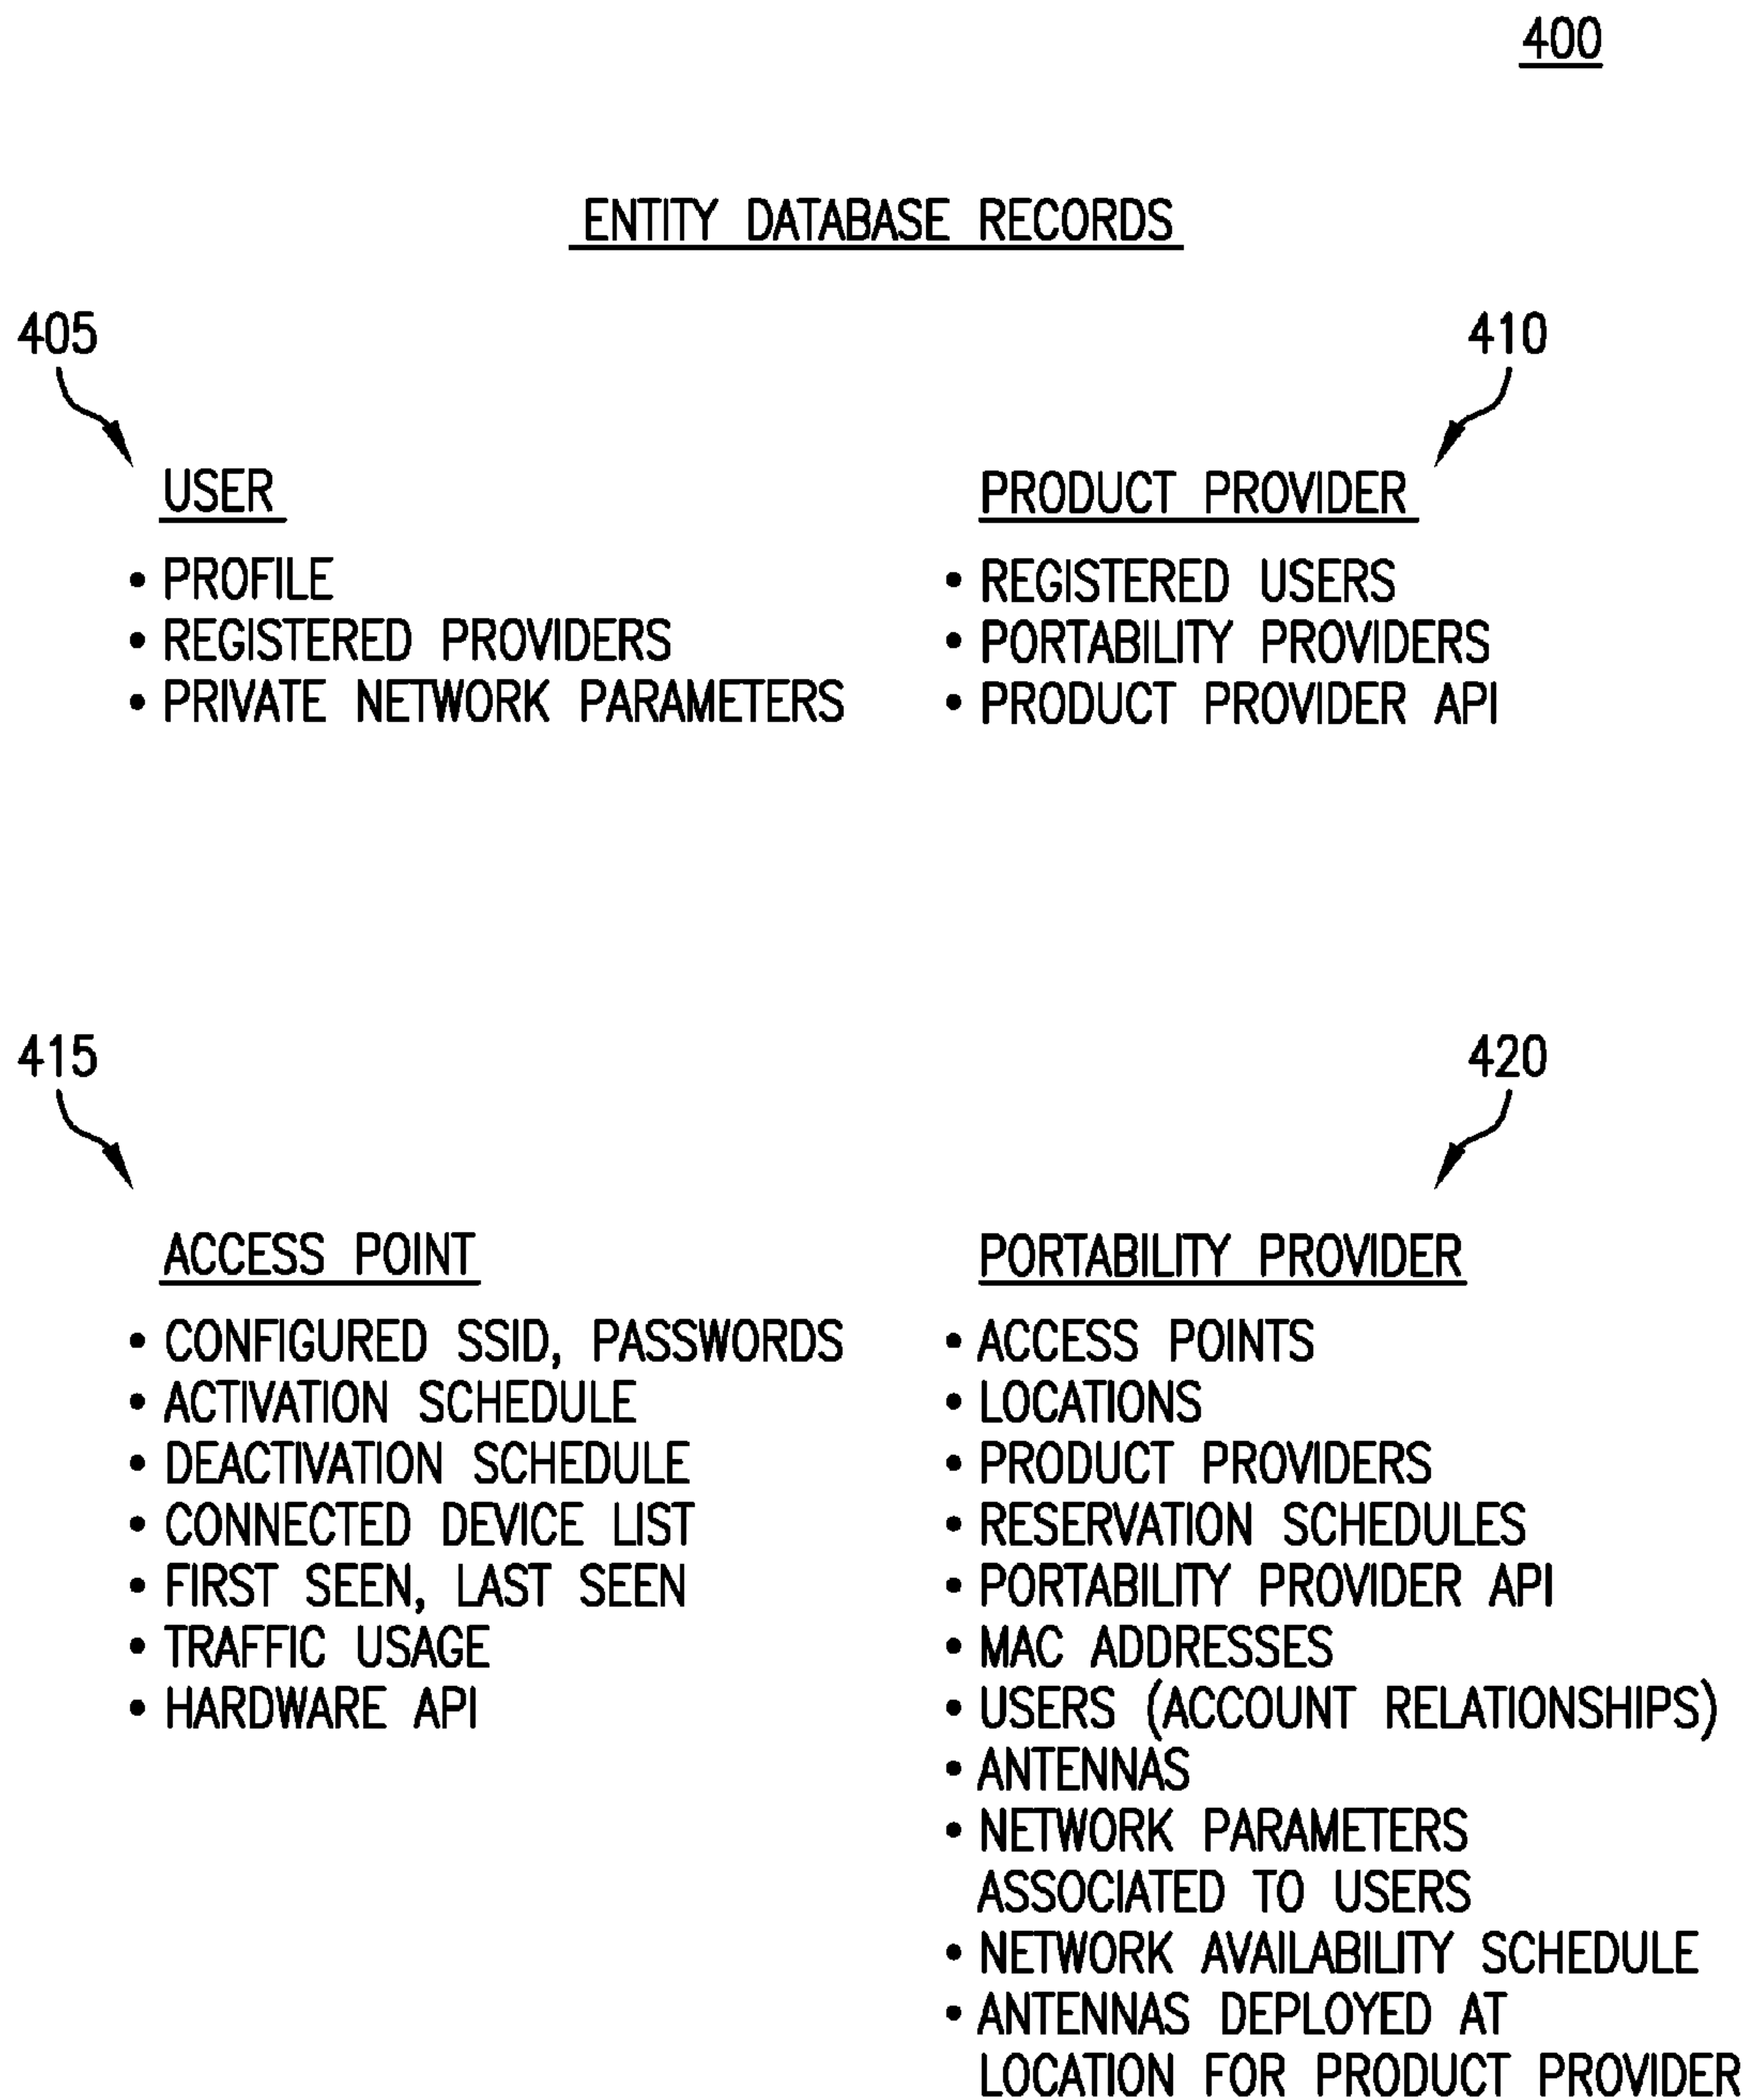 400
ENTITY DATABASE RECORDS
405
USER
• PROFILE
• REGISTERED PROVIDERS
• PRIVATE NETWORK PARAMETERS
410
PRODUCT PROVIDER
• REGISTERED USERS
• PORTABILITY PROVIDERS
• PRODUCT PROVIDER API
415
ACCESS POINT
• CONFIGURED SSID, PASSWORDS
• ACTIVATION SCHEDULE
• DEACTIVATION SCHEDULE
• CONNECTED DEVICE LIST
• FIRST SEEN, LAST SEEN
• TRAFFIC USAGE
• HARDWARE API
420
PORTABILITY PROVIDER
• ACCESS POINTS
• LOCATIONS
• PRODUCT PROVIDERS
• RESERVATION SCHEDULES
• PORTABILITY PROVIDER API
• MAC ADDRESSES
• USERS (ACCOUNT RELATIONSHIPS)
• ANTENNAS
• NETWORK PARAMETERS
ASSOCIATED TO USERS
• NETWORK AVAILABILITY SCHEDULE
• ANTENNAS DEPLOYED AT
LOCATION FOR PRODUCT PROVIDER